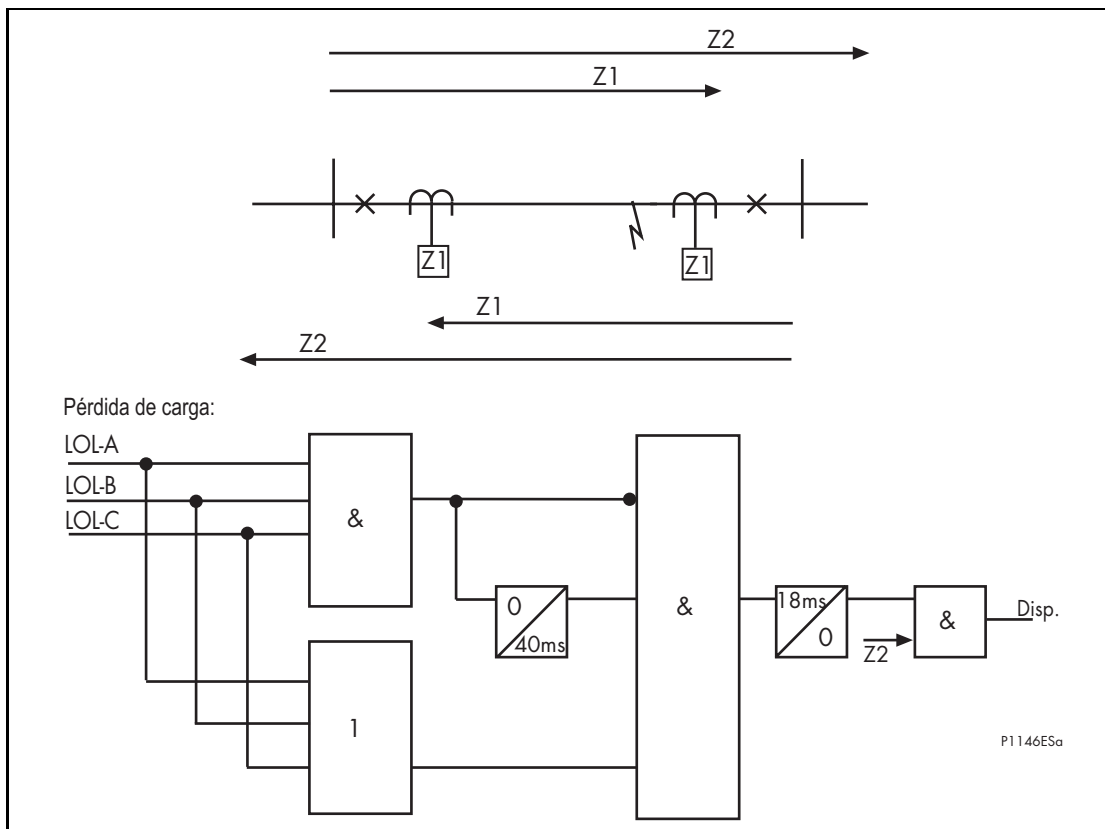 Z2
Z1
Z1
Z1
Z1
Z2
Pérdida de carga:
LOL-A
LOL-B
LOL-C
&
0
40ms
1
&
18ms
0
Z2
&
Disp.
P1146ESa